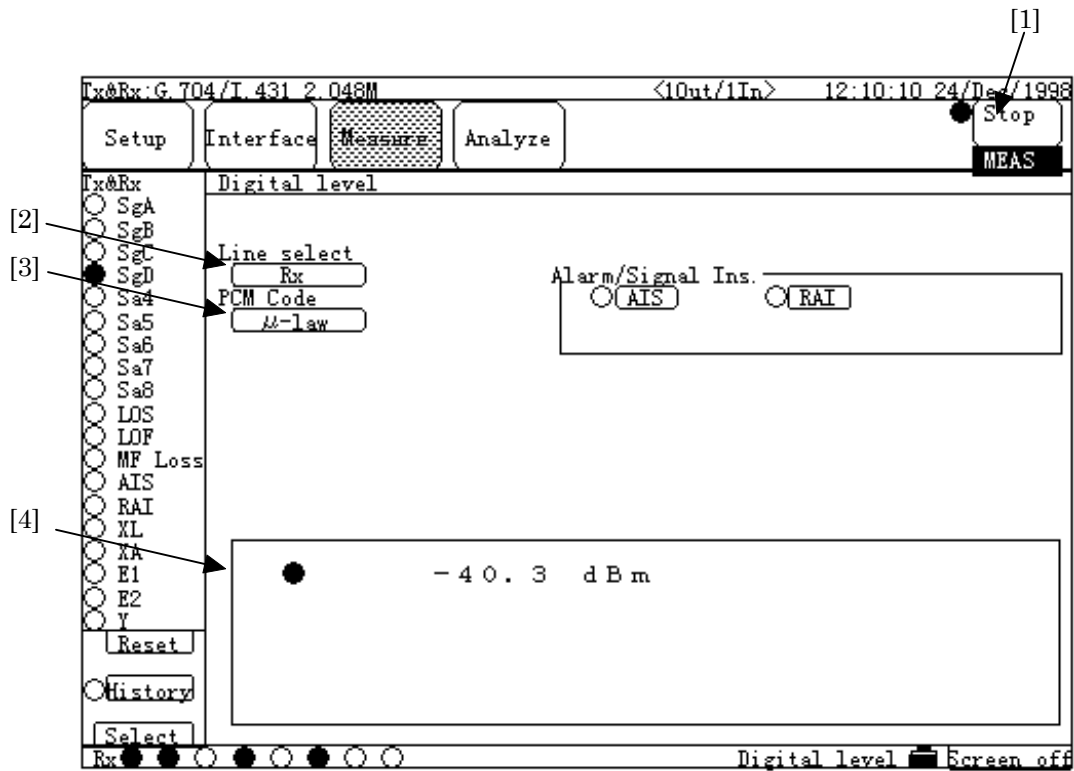 [1]
Tx&Rx:G.704/I.431 2.048M <1Out/1In> 12:10:10 24/Dec/1998
Setup Interface Measure Analyze Stop
MEAS
Tx&Rx Digital level
SgA
[2] SgB
SgC Line select
[3] SgD Rx Alarm/Signal Ins.
Sa4 PCM Code AIS RAI
Sa5 μ-law
Sa6
Sa7
Sa8
LOS
LOF
MF Loss
AIS
RAI
[4] XL
XA
E1 -40.3 dBm
E2
Y
Reset
History
Select
Rx Digital level Screen off